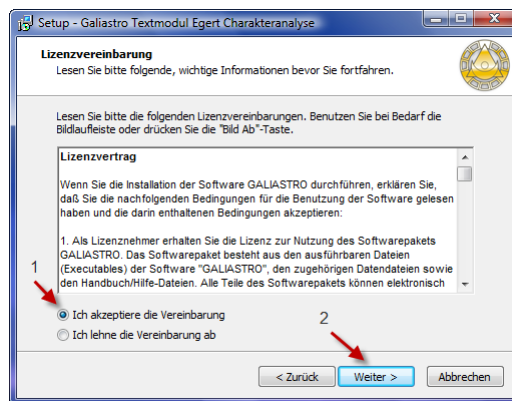 Setup - Galiastro Textmodul Egert Charakteranalyse
Lizenzvereinbarung
Lesen Sie bitte folgende, wichtige Informationen bevor Sie fortfahren.
Lesen Sie bitte die folgenden Lizenzvereinbarungen. Benutzen Sie bei Bedarf die
Bildlaufleiste oder drücken Sie die "Bild Ab"-Taste.
Lizenzvertrag
Wenn Sie die Installation der Software GALIASTRO durchführen, erklären Sie,
daß Sie die nachfolgenden Bedingungen für die Benutzung der Software gelesen
haben und die darin enthaltenen Bedingungen akzeptieren:
1. Als Lizenznehmer erhalten Sie die Lizenz zur Nutzung des Softwarepakets
GALIASTRO. Das Softwarepaket besteht aus den ausführbaren Dateien
(Executables) der Software "GALIASTRO", den zugehörigen Datendateien sowie
den Handbuch/Hilfe-Dateien. Alle Teile des Softwarepakets können elektronisch
1
Ich akzeptiere die Vereinbarung
2
Ich lehne die Vereinbarung ab
< Zurück
Weiter >
Abbrechen